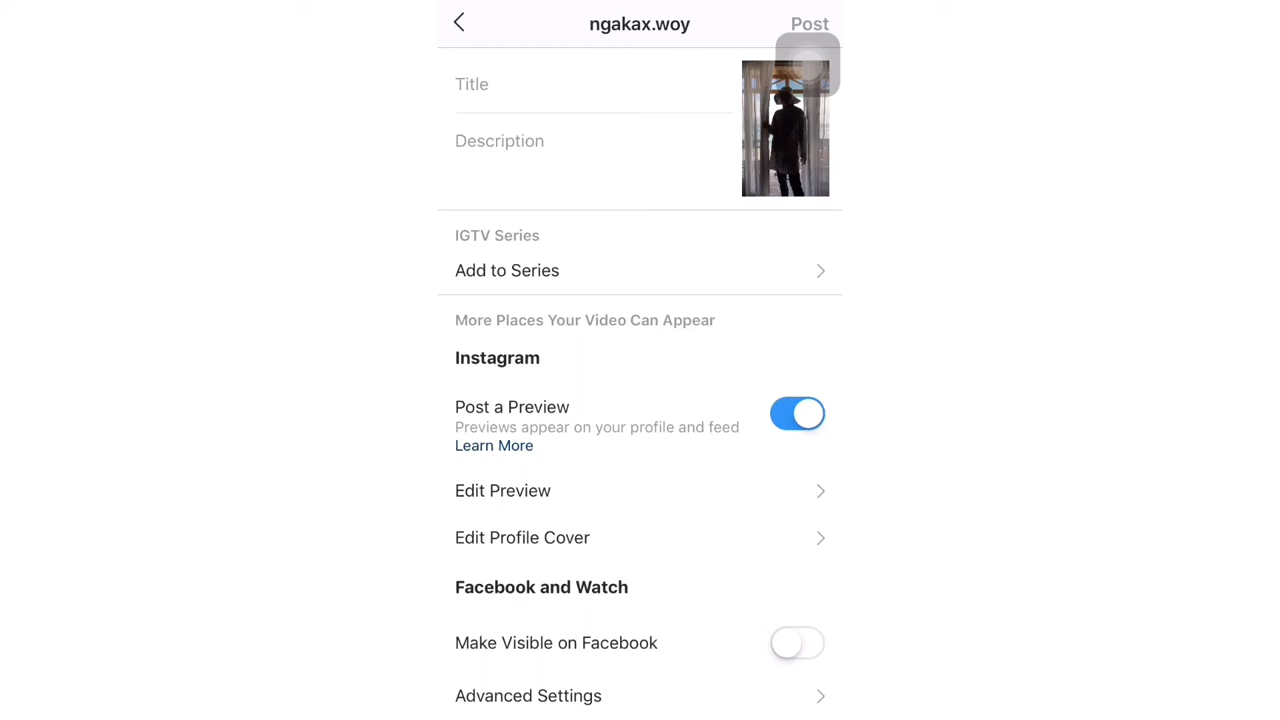 ngakax.woy
Post
Title
Description
IGTV Series
Add to Series
More Places Your Video Can Appear
Instagram
Post a Preview
Previews appear on your profile and feed
Learn More
Edit Preview
Edit Profile Cover
Facebook and Watch
Make Visible on Facebook
Advanced Settings